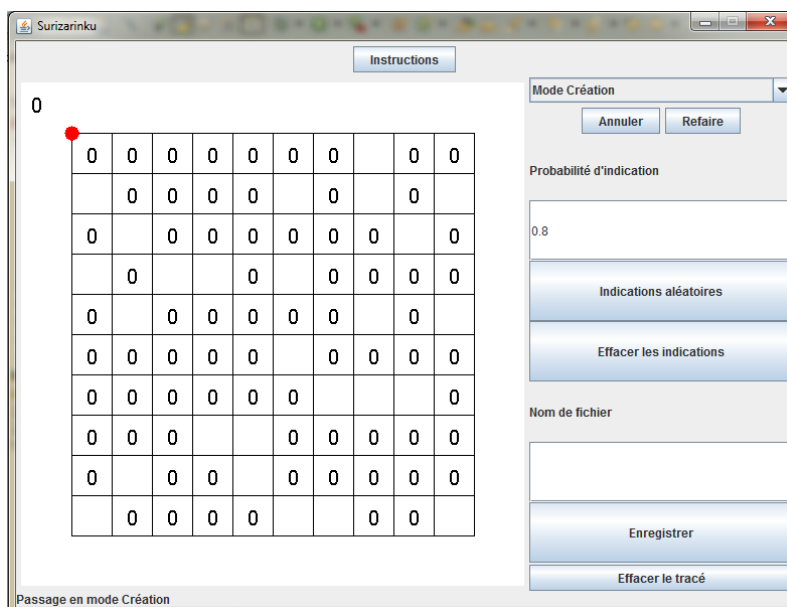 Surizarinku
Instructions
Mode Création
0
Annuler Refaire
0 0 0 0 0 0 0 0 0
Probabilité d'indication
0 0 0 0 0 0
0 0 0 0 0 0 0 0
0.8
0 0 0 0 0 0
Indications aléatoires
0 0 0 0 0 0 0
Effacer les indications
0 0 0 0 0 0 0 0 0
0 0 0 0 0 0 0
Nom de fichier
0 0 0 0 0 0 0 0
0 0 0 0 0 0 0 0
0 0 0 0 0 0
Enregistrer
Effacer le tracé
Passage en mode Création